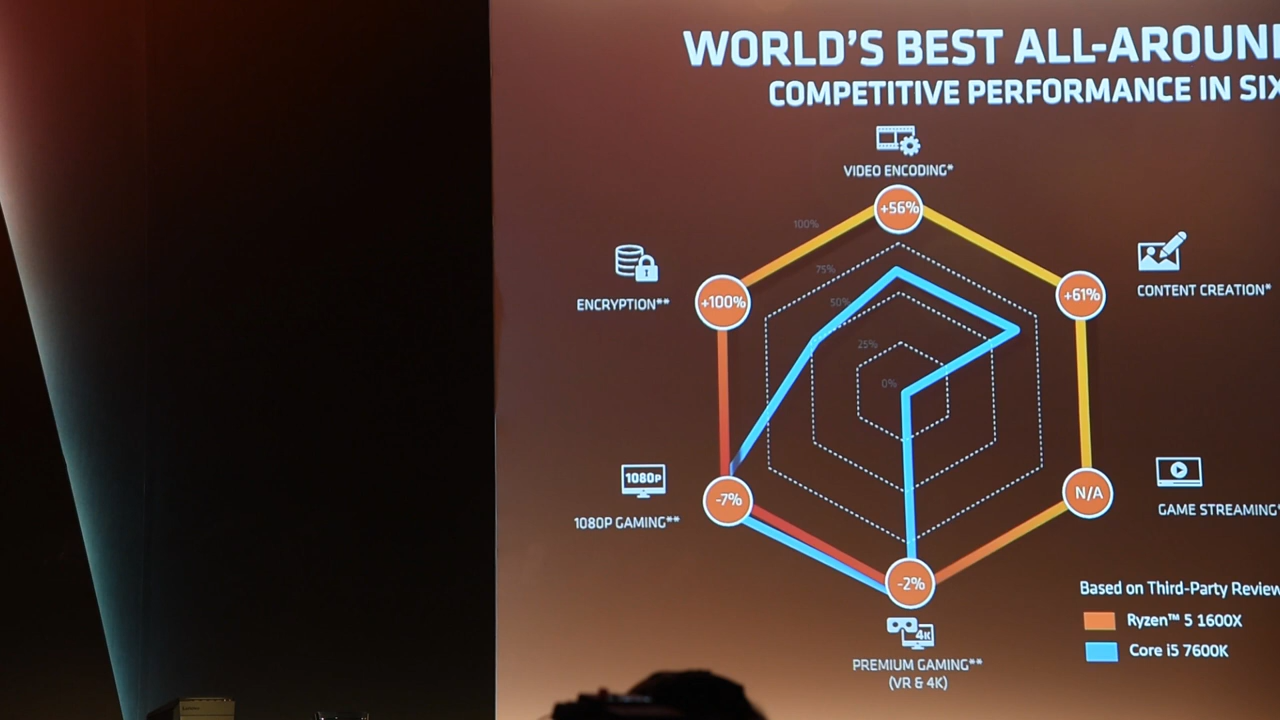 WORLD'S BEST ALL-AROUN
COMPETITIVE PERFORMANCE IN SIX
VIDEO ENCODING*
+56%
100%
75%
50%
25%
0%
ENCRYPTION**
+100%
CONTENT CREATION*
+61%
1080P
1080P GAMING**
-7%
N/A
GAME STREAMING*
-2%
4K
PREMIUM GAMING**
(VR & 4K)
Based on Third-Party Review
Ryzen™ 5 1600X
Core i5 7600K